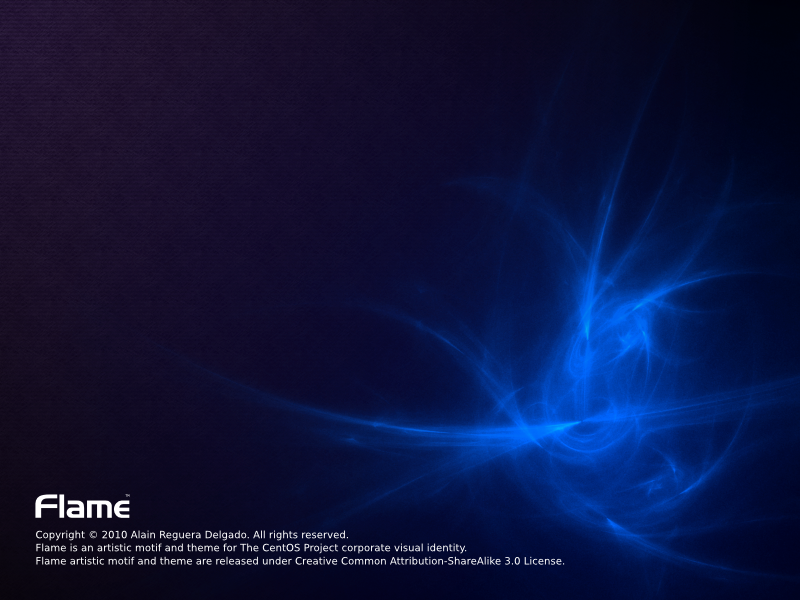 Flame™
Copyright © 2010 Alain Reguera Delgado. All rights reserved.
Flame is an artistic motif and theme for The CentOS Project corporate visual identity.
Flame artistic motif and theme are released under Creative Common Attribution-ShareAlike 3.0 License.